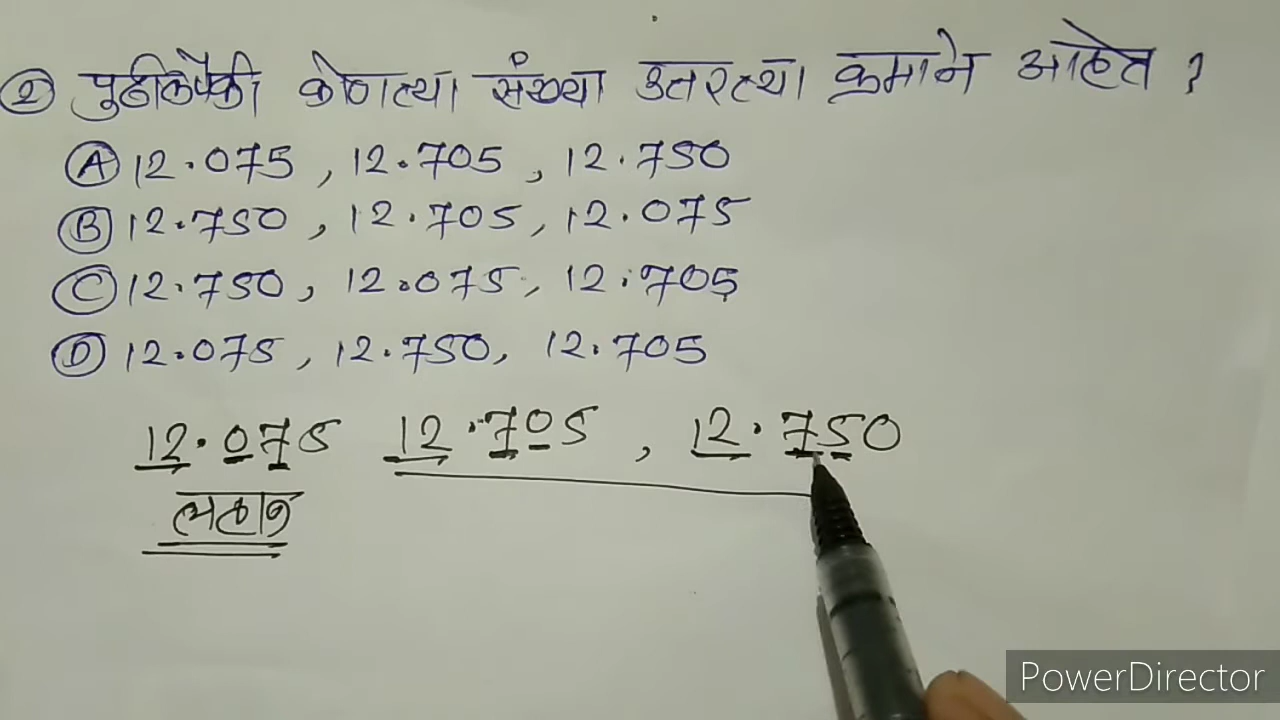 ② पुढीलपैकी कोणत्या संख्या उतरत्या क्रमाने आहेत ?
Ⓐ 12.075 , 12.705 , 12.750
Ⓑ 12.750 , 12.705 , 12.075
Ⓒ 12.750 , 12.075 , 12.705
Ⓓ 12.075 , 12.750 , 12.705
12.075 12.705 , 12.750
लहान
PowerDirector